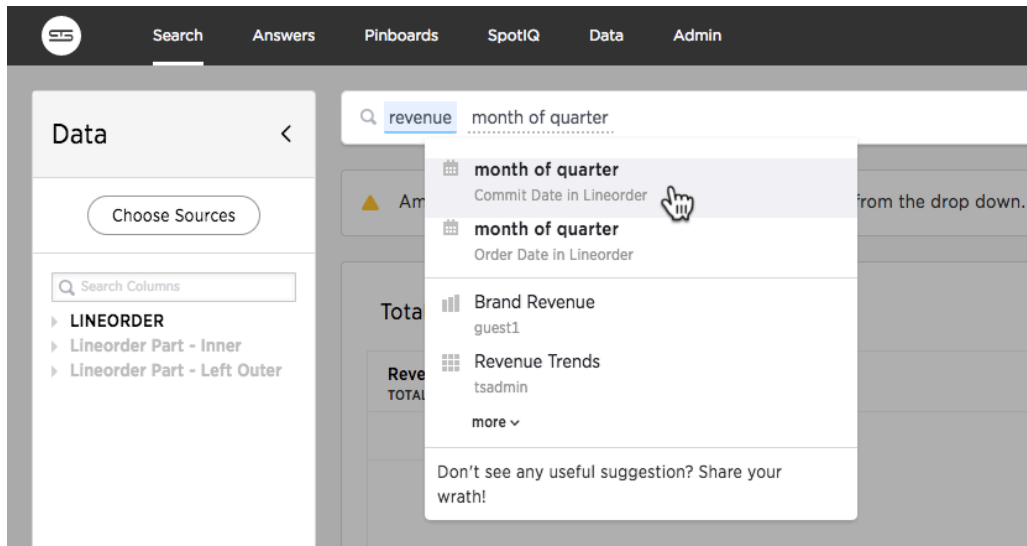 Search Answers Pinboards SpotIQ Data Admin
Data
Choose Sources
Search Columns
LINEORDER
Lineorder Part - Inner
Lineorder Part - Left Outer
revenue month of quarter
month of quarter
Commit Date in Lineorder
Am from the drop down.
month of quarter
Order Date in Lineorder
Tota
Brand Revenue
guest1
Revenue Trends
Reve
tsadmin
TOTAL
more
Don't see any useful suggestion? Share your
wrath!